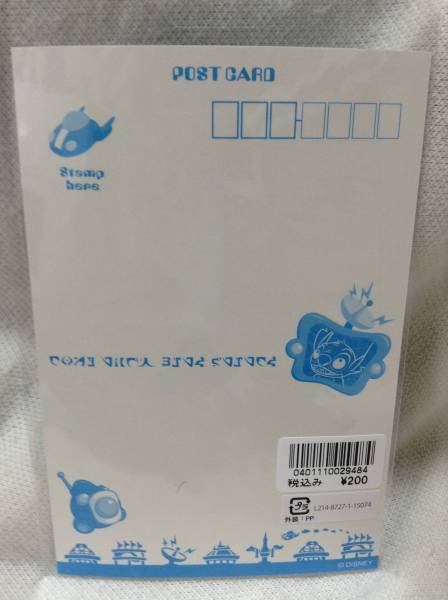 POST CARD
Stamp
here
0401110029484
税込み ¥200
プラ
L214-8727-1-15074
外装：PP
© DISNEY